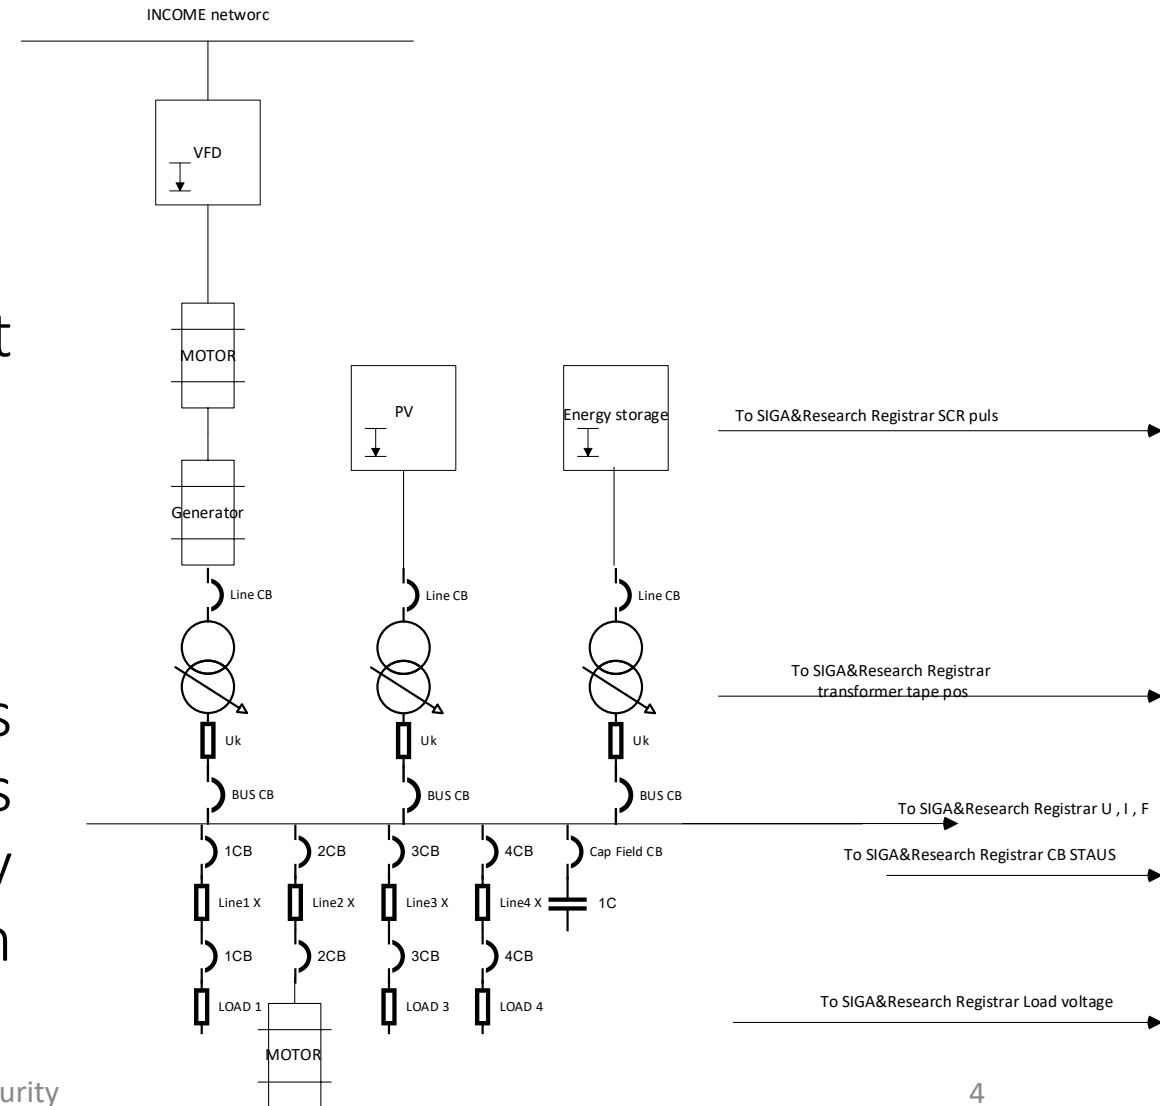 INCOME networc
VFD
t
MOTOR
PV
Energy storage
To SIGA&Research Registrar SCR puls
Generator
Line CB
Line CB
Line CB
To SIGA&Research Registrar
transformer tape pos
s
Uk
Uk
Uk
s
BUS CB
BUS CB
BUS CB
To SIGA&Research Registrar U , I , F
y
1CB
2CB
3CB
4CB
Cap Field CB
To SIGA&Research Registrar CB STAUS
Line1 X
Line2 X
Line3 X
Line4 X
1C
n
1CB
2CB
3CB
4CB
LOAD 1
LOAD 3
LOAD 4
To SIGA&Research Registrar Load voltage
MOTOR
urity
4